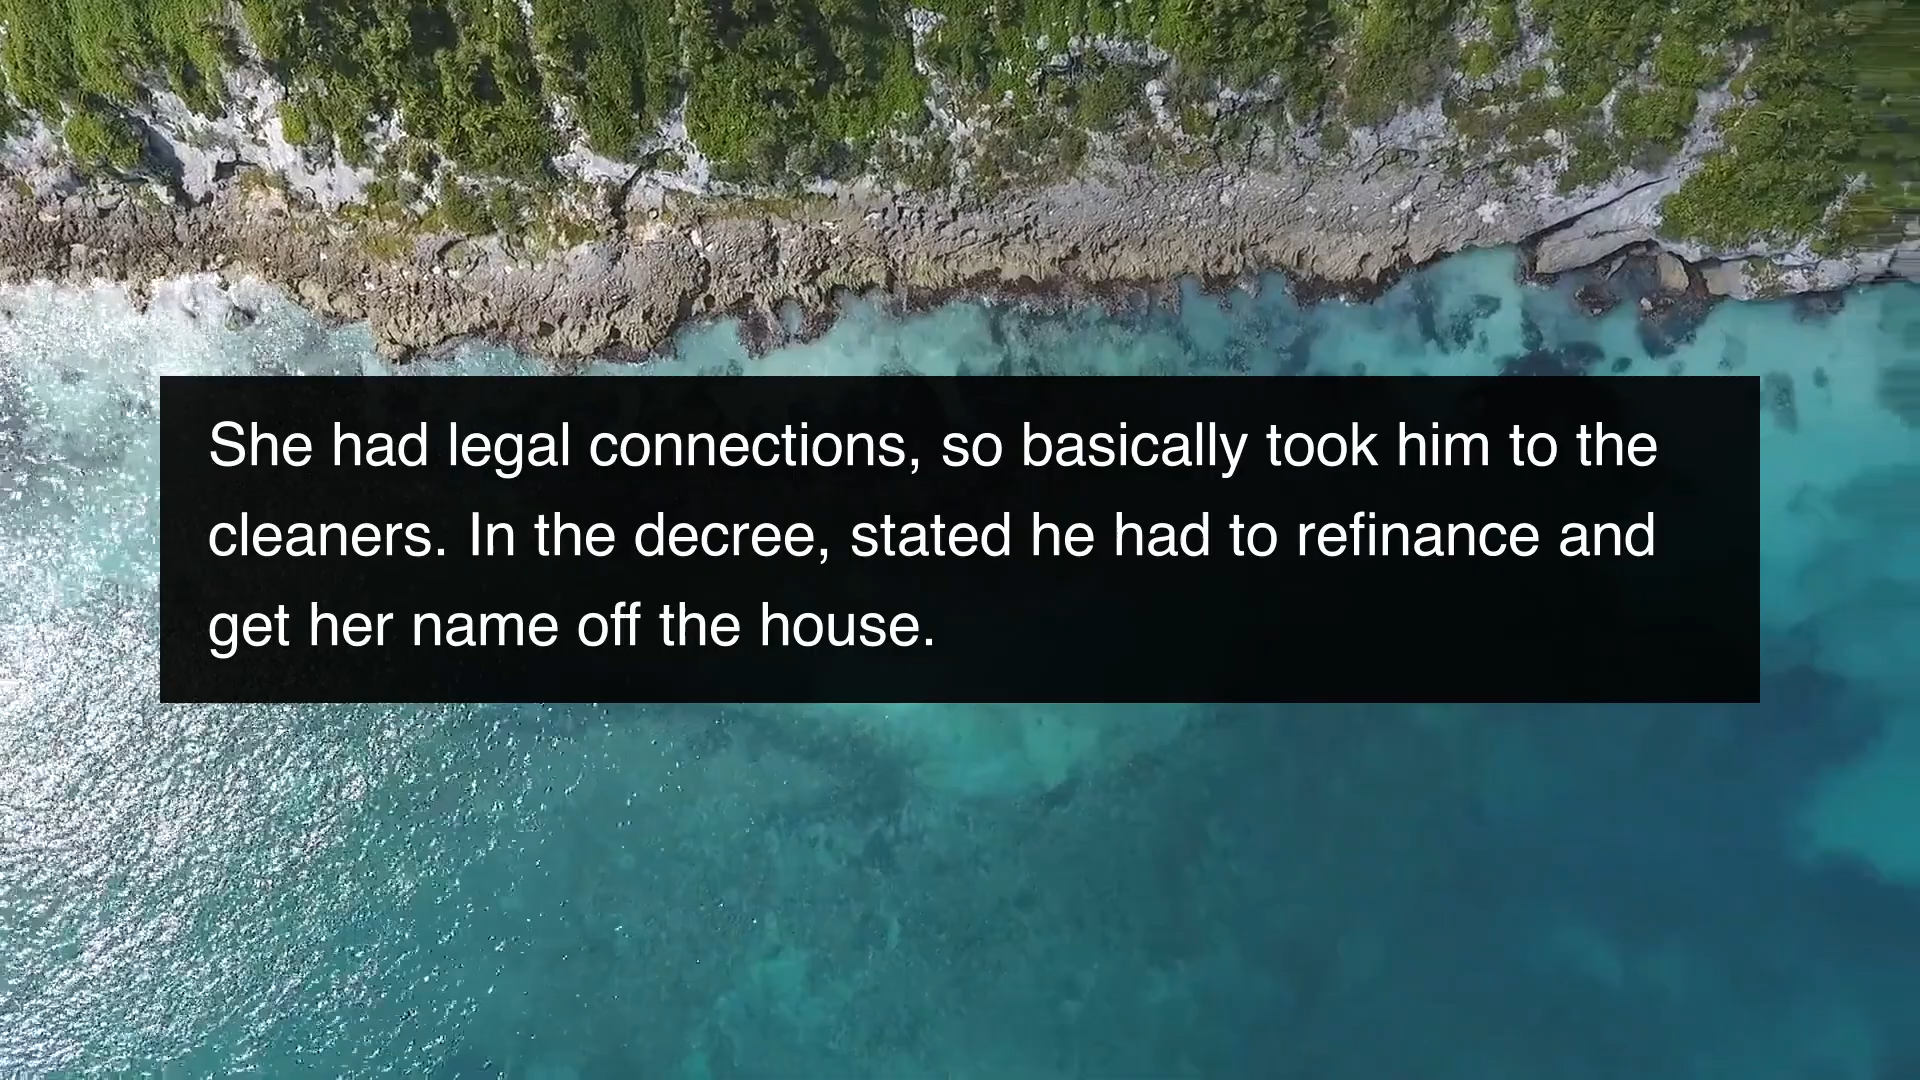 She had legal connections, so basically took him to the
cleaners. In the decree, stated he had to refinance and
get her name off the house.